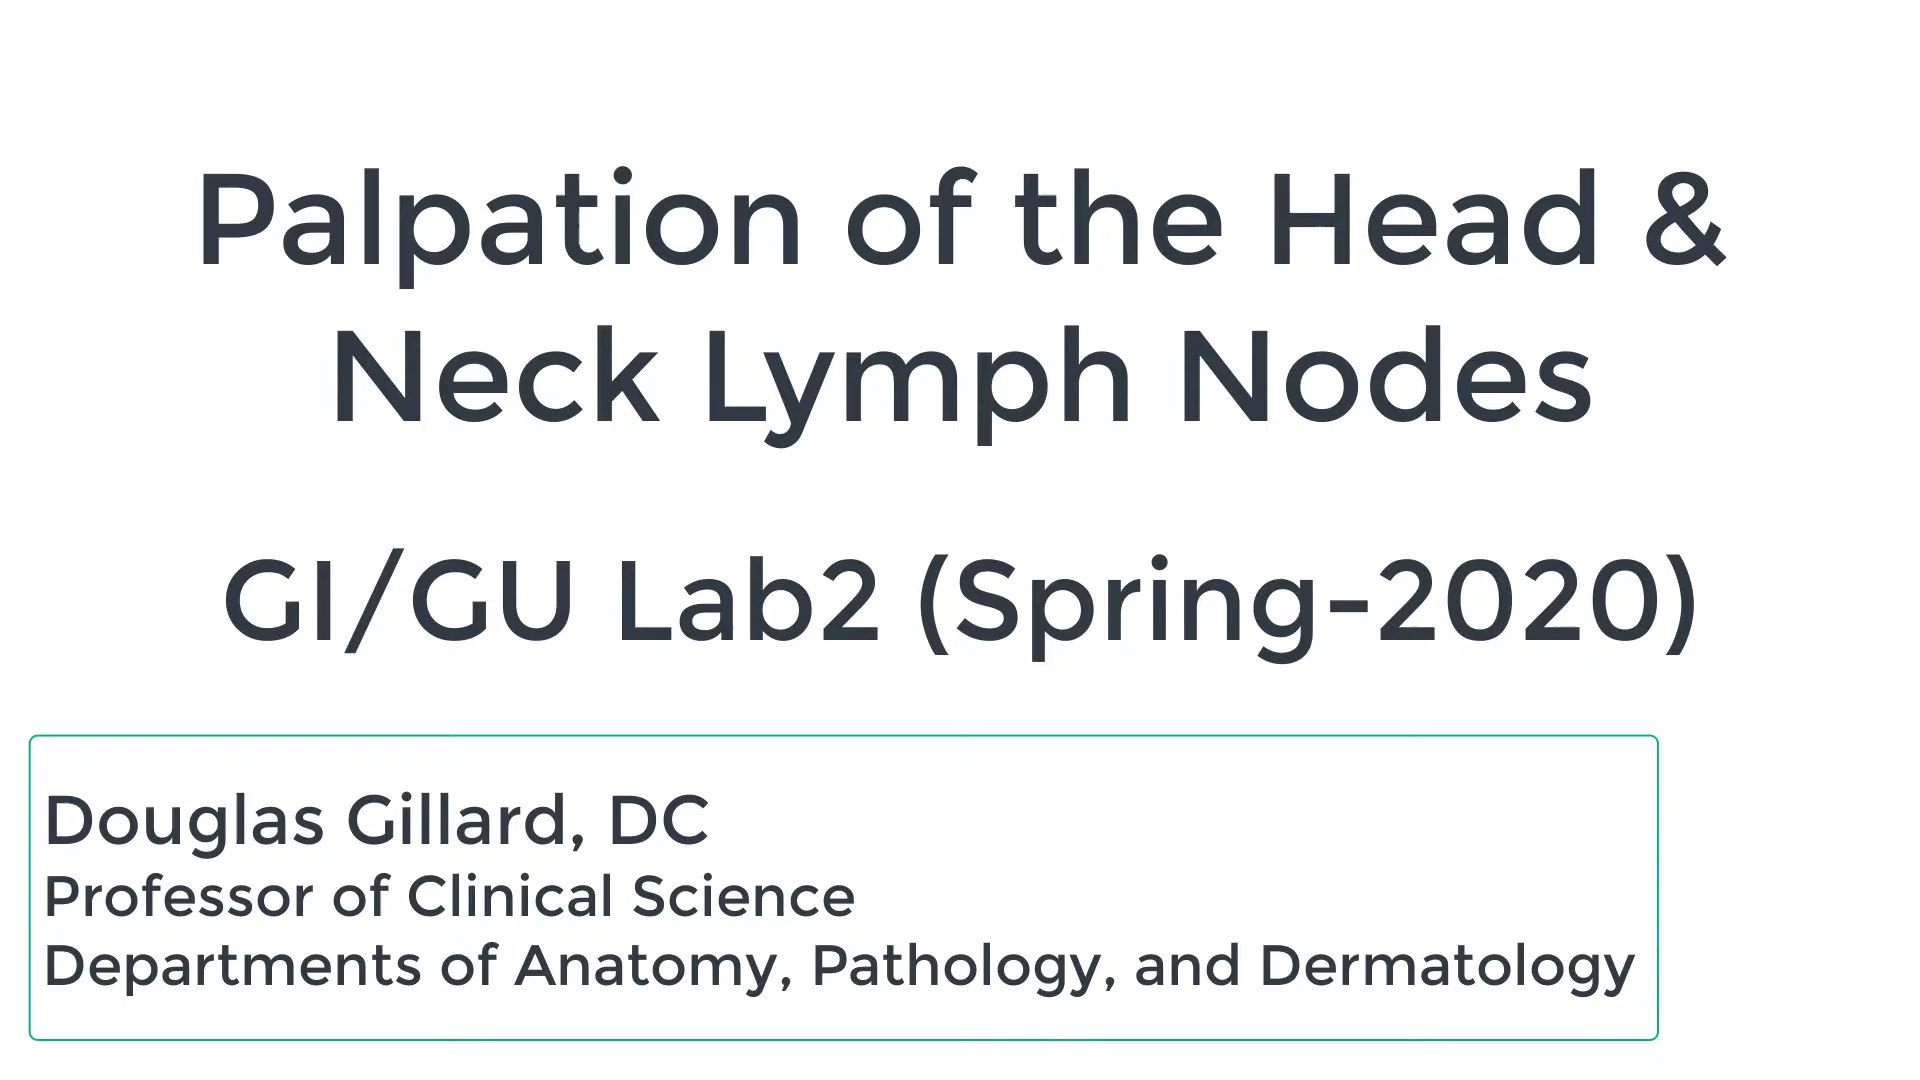 Palpation of the Head &
Neck Lymph Nodes
GI/GU Lab2 (Spring-2020)
Douglas Gillard, DC
Professor of Clinical Science
Departments of Anatomy, Pathology, and Dermatology